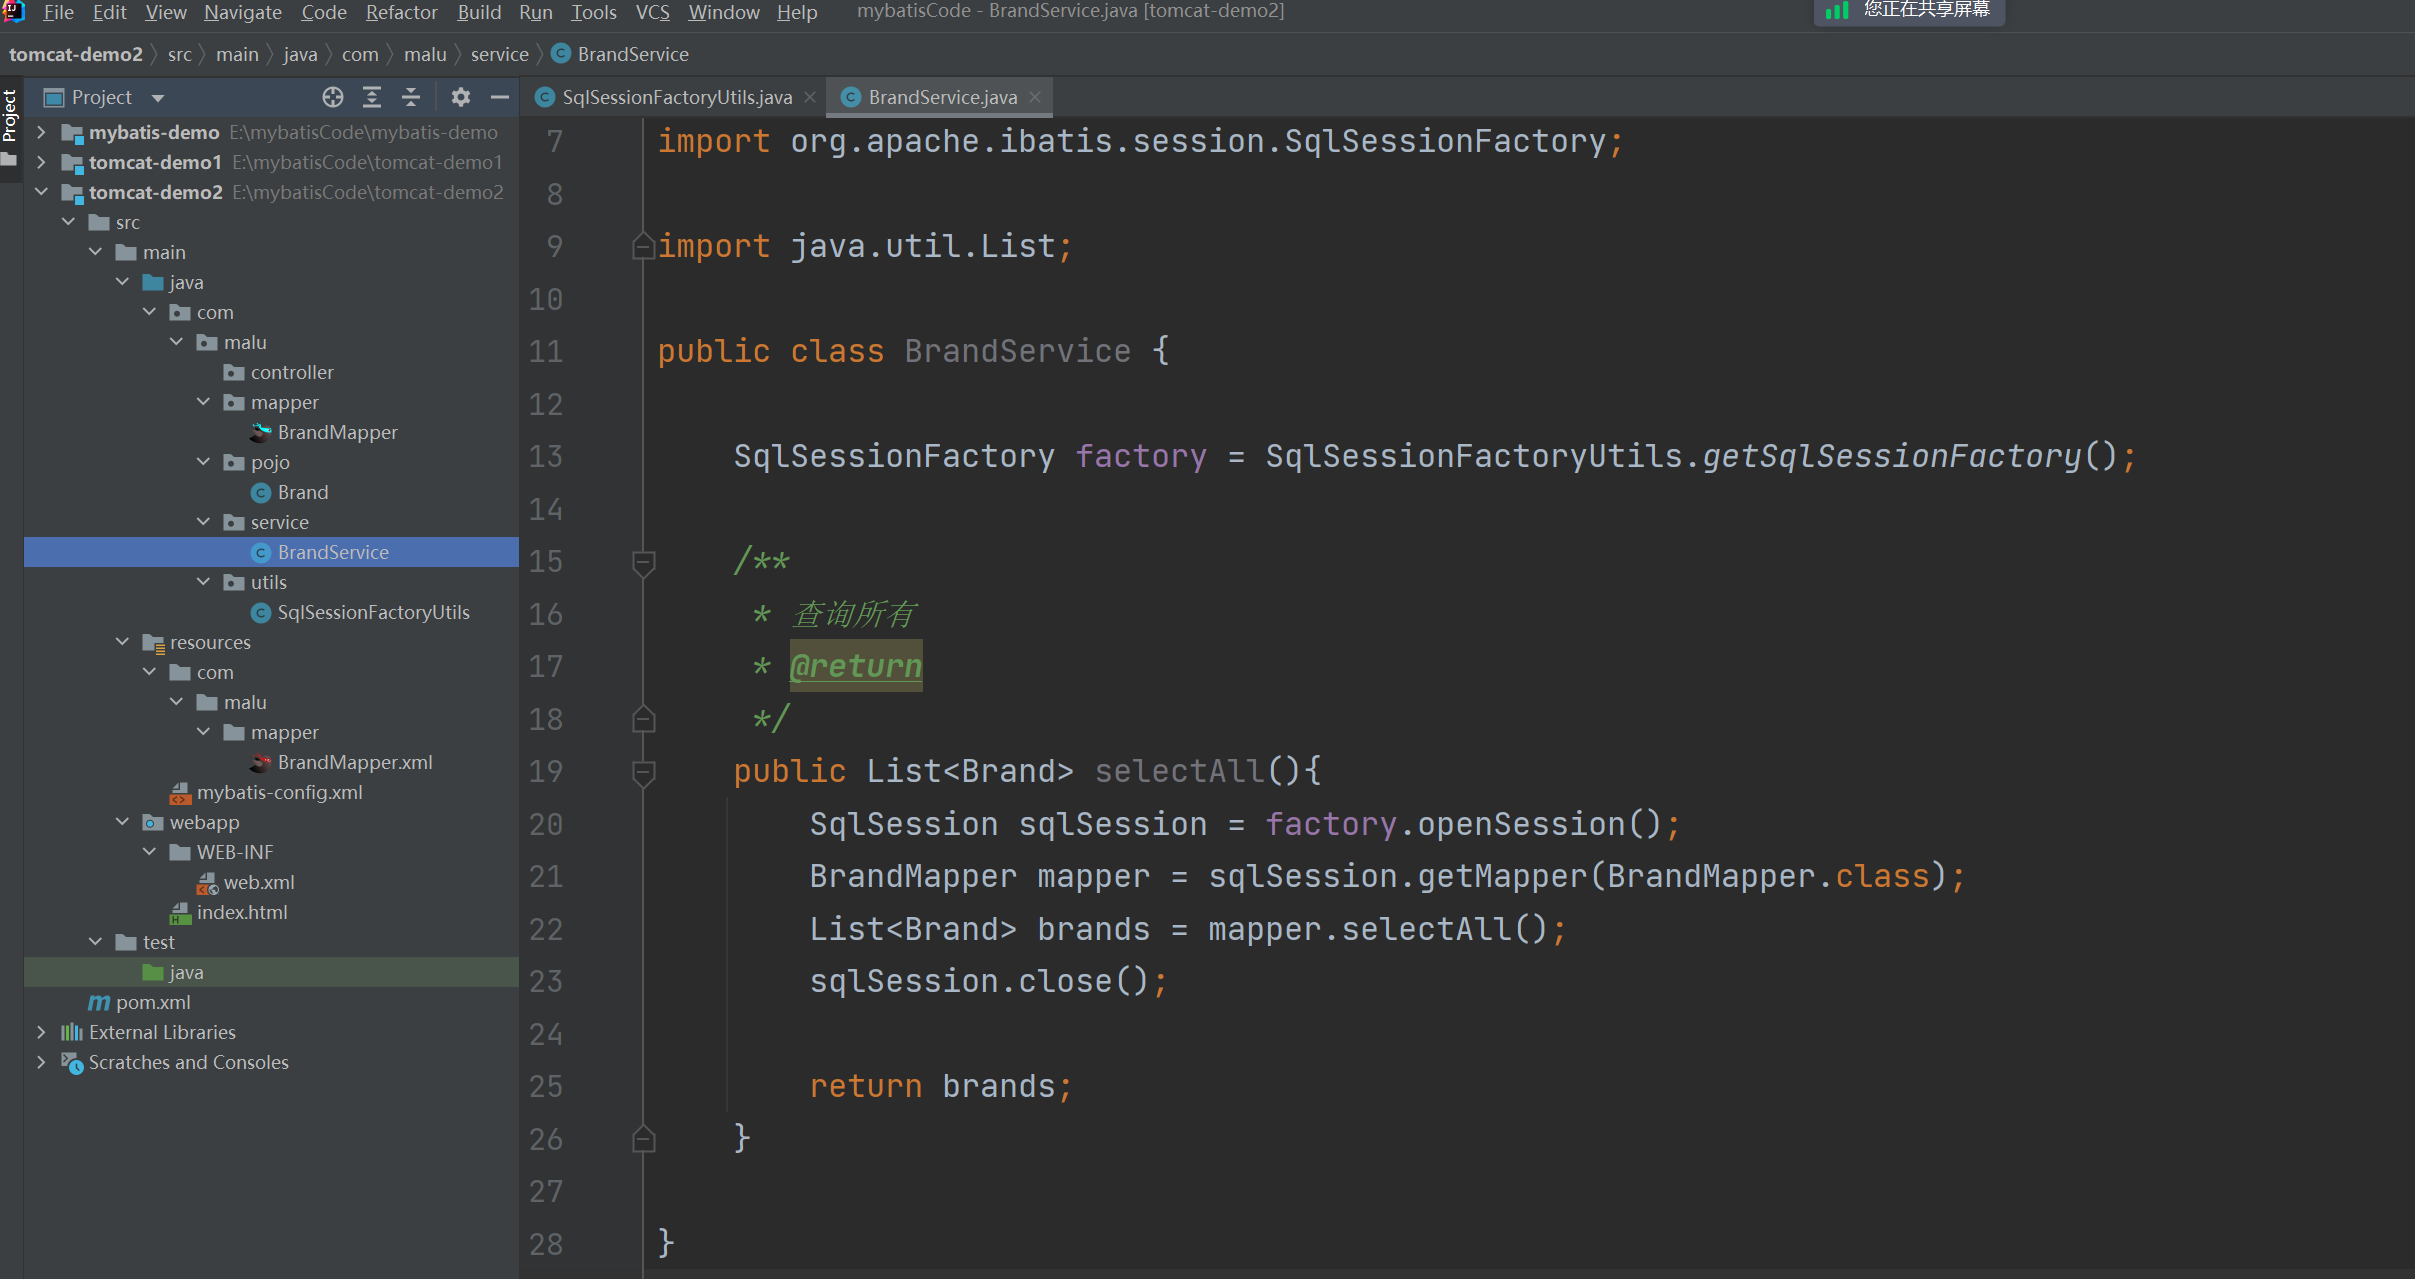 File Edit View Navigate Code Refactor Build Run Tools VCS Window Help mybatisCode - BrandService.java [tomcat-demo2] 您正在共享屏幕
tomcat-demo2 src main java com malu service BrandService
Project
Project
SqlSessionFactoryUtils.java BrandService.java
mybatis-demo E:\mybatisCode\mybatis-demo
tomcat-demo1 E:\mybatisCode\tomcat-demo1
tomcat-demo2 E:\mybatisCode\tomcat-demo2
src
main
java
com
malu
controller
mapper
BrandMapper
pojo
Brand
service
BrandService
utils
SqlSessionFactoryUtils
resources
com
malu
mapper
BrandMapper.xml
mybatis-config.xml
webapp
WEB-INF
web.xml
index.html
test
java
pom.xml
External Libraries
Scratches and Consoles
7 import org.apache.ibatis.session.SqlSessionFactory;
8
9 import java.util.List;
10
11 public class BrandService {
12
13 SqlSessionFactory factory = SqlSessionFactoryUtils.getSqlSessionFactory();
14
15 /**
16 * 查询所有
17 * @return
18 */
19 public List<Brand> selectAll(){
20 SqlSession sqlSession = factory.openSession();
21 BrandMapper mapper = sqlSession.getMapper(BrandMapper.class);
22 List<Brand> brands = mapper.selectAll();
23 sqlSession.close();
24
25 return brands;
26 }
27
28 }